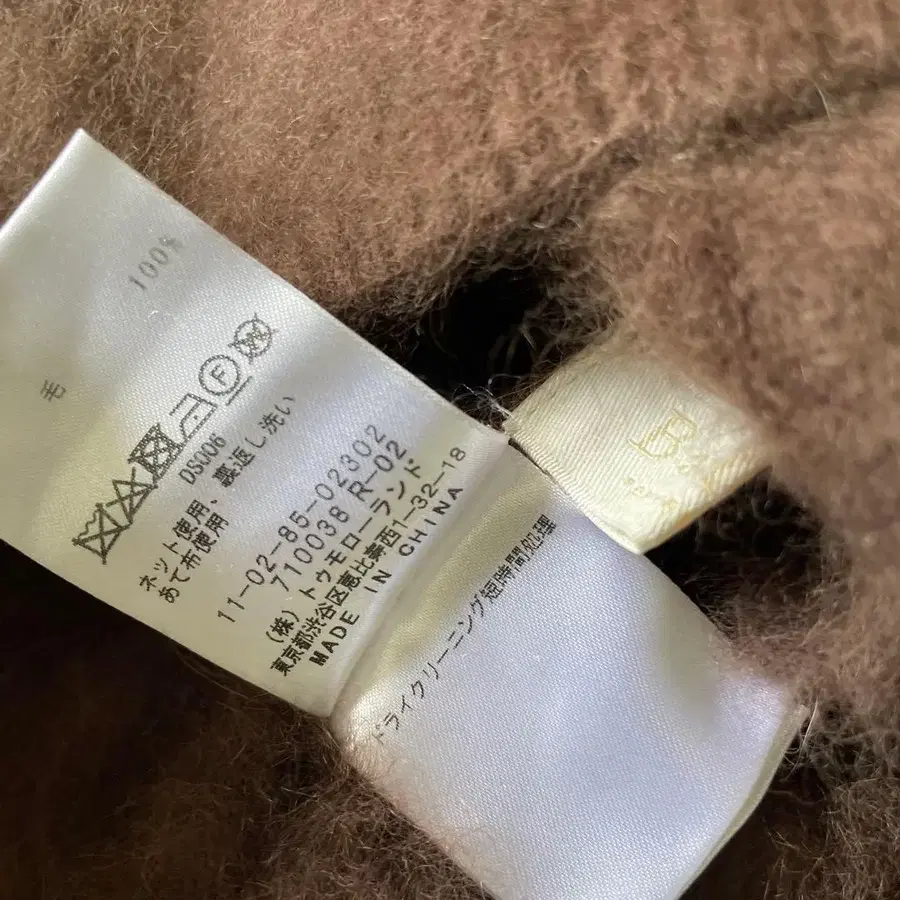 毛 100%
DS006
ネット使用、裏返し洗い
あて布使用
11-02-85-02302
710038 R-02
(株) トゥモローランド
東京都渋谷区恵比寿西1-32-18
MADE IN CHINA
ドライクリーニング短時間処理